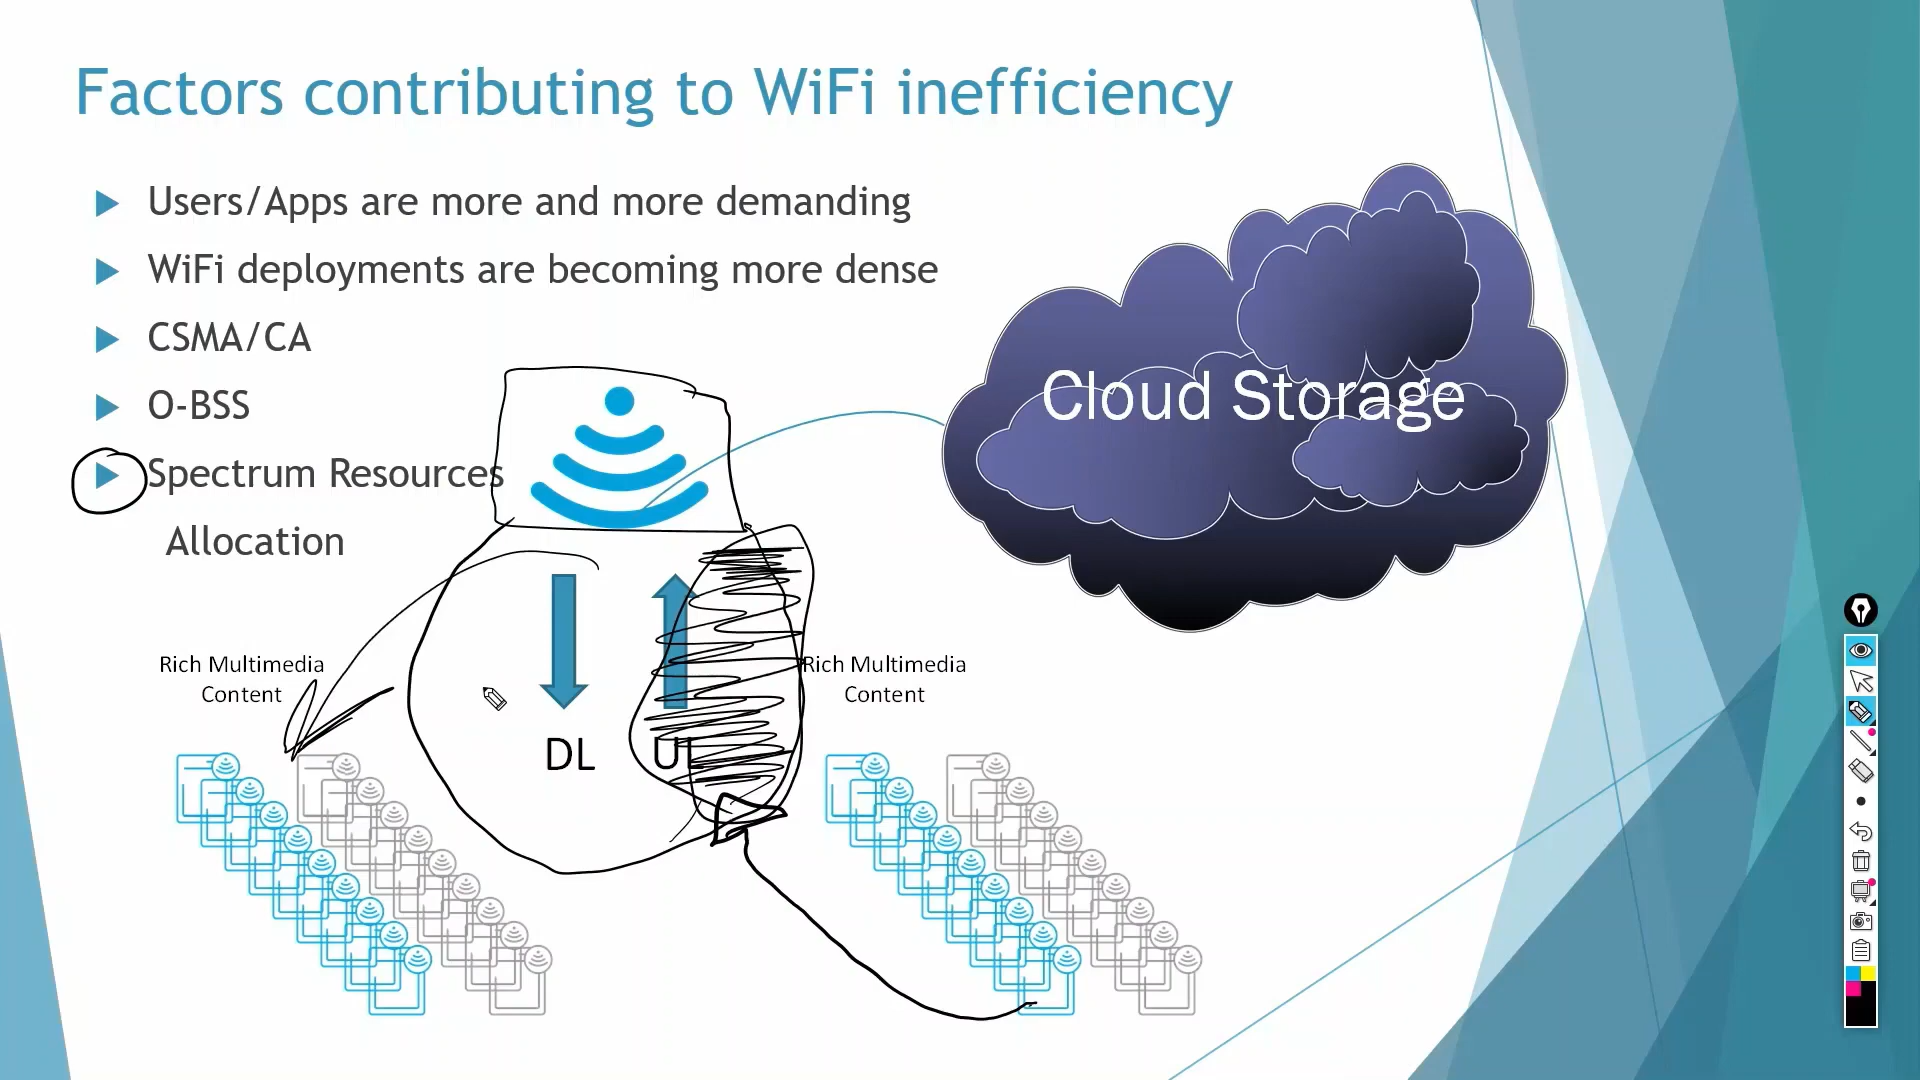 Factors contributing to WiFi inefficiency
Users/Apps are more and more demanding
WiFi deployments are becoming more dense
CSMA/CA
O-BSS
Spectrum Resources
Allocation
Cloud Storage
Rich Multimedia
Content
Rich Multimedia
Content
DL
UL